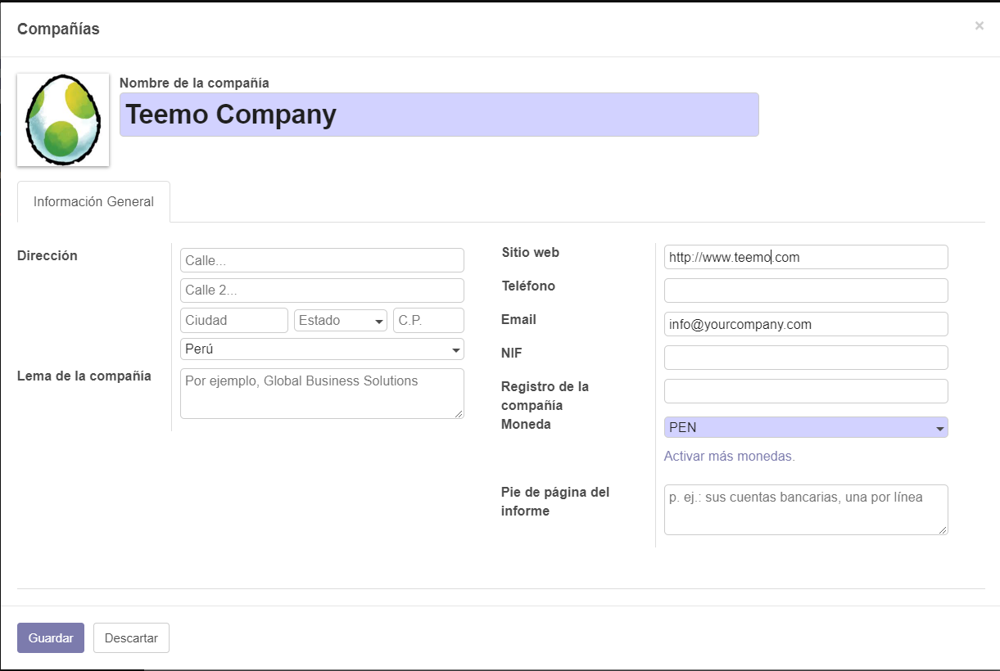 Compañías
×
Nombre de la compañía
Teemo Company
Información General
Dirección
Calle...
Calle 2...
Ciudad
Estado
C.P.
Perú
Lema de la compañía
Por ejemplo, Global Business Solutions
Sitio web
http://www.teemo.com
Teléfono
Email
info@yourcompany.com
NIF
Registro de la
compañía
Moneda
PEN
Activar más monedas.
Pie de página del
informe
p. ej.: sus cuentas bancarias, una por línea
Guardar
Descartar